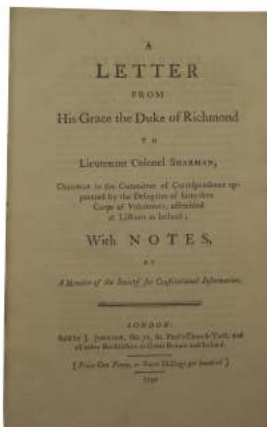 A
LETTER
FROM
His Grace the Duke of Richmond
TO
Lieutenant Colonel SHARMAN,
Chairman to the Committee of Correspondence ap-
pointed by the Delegates of forty-five
Corps of Volunteers, assembled
at Lisburn in Ireland;
With NOTES,
BY
A Member of the Society for Constitutional Information.
LONDON:
Sold by J. JOHNSON, No. 72, St. Paul's Church-Yard; and
all other Booksellers in Great Britain and Ireland.
[Price One Penny, or Seven Shillings per Hundred]